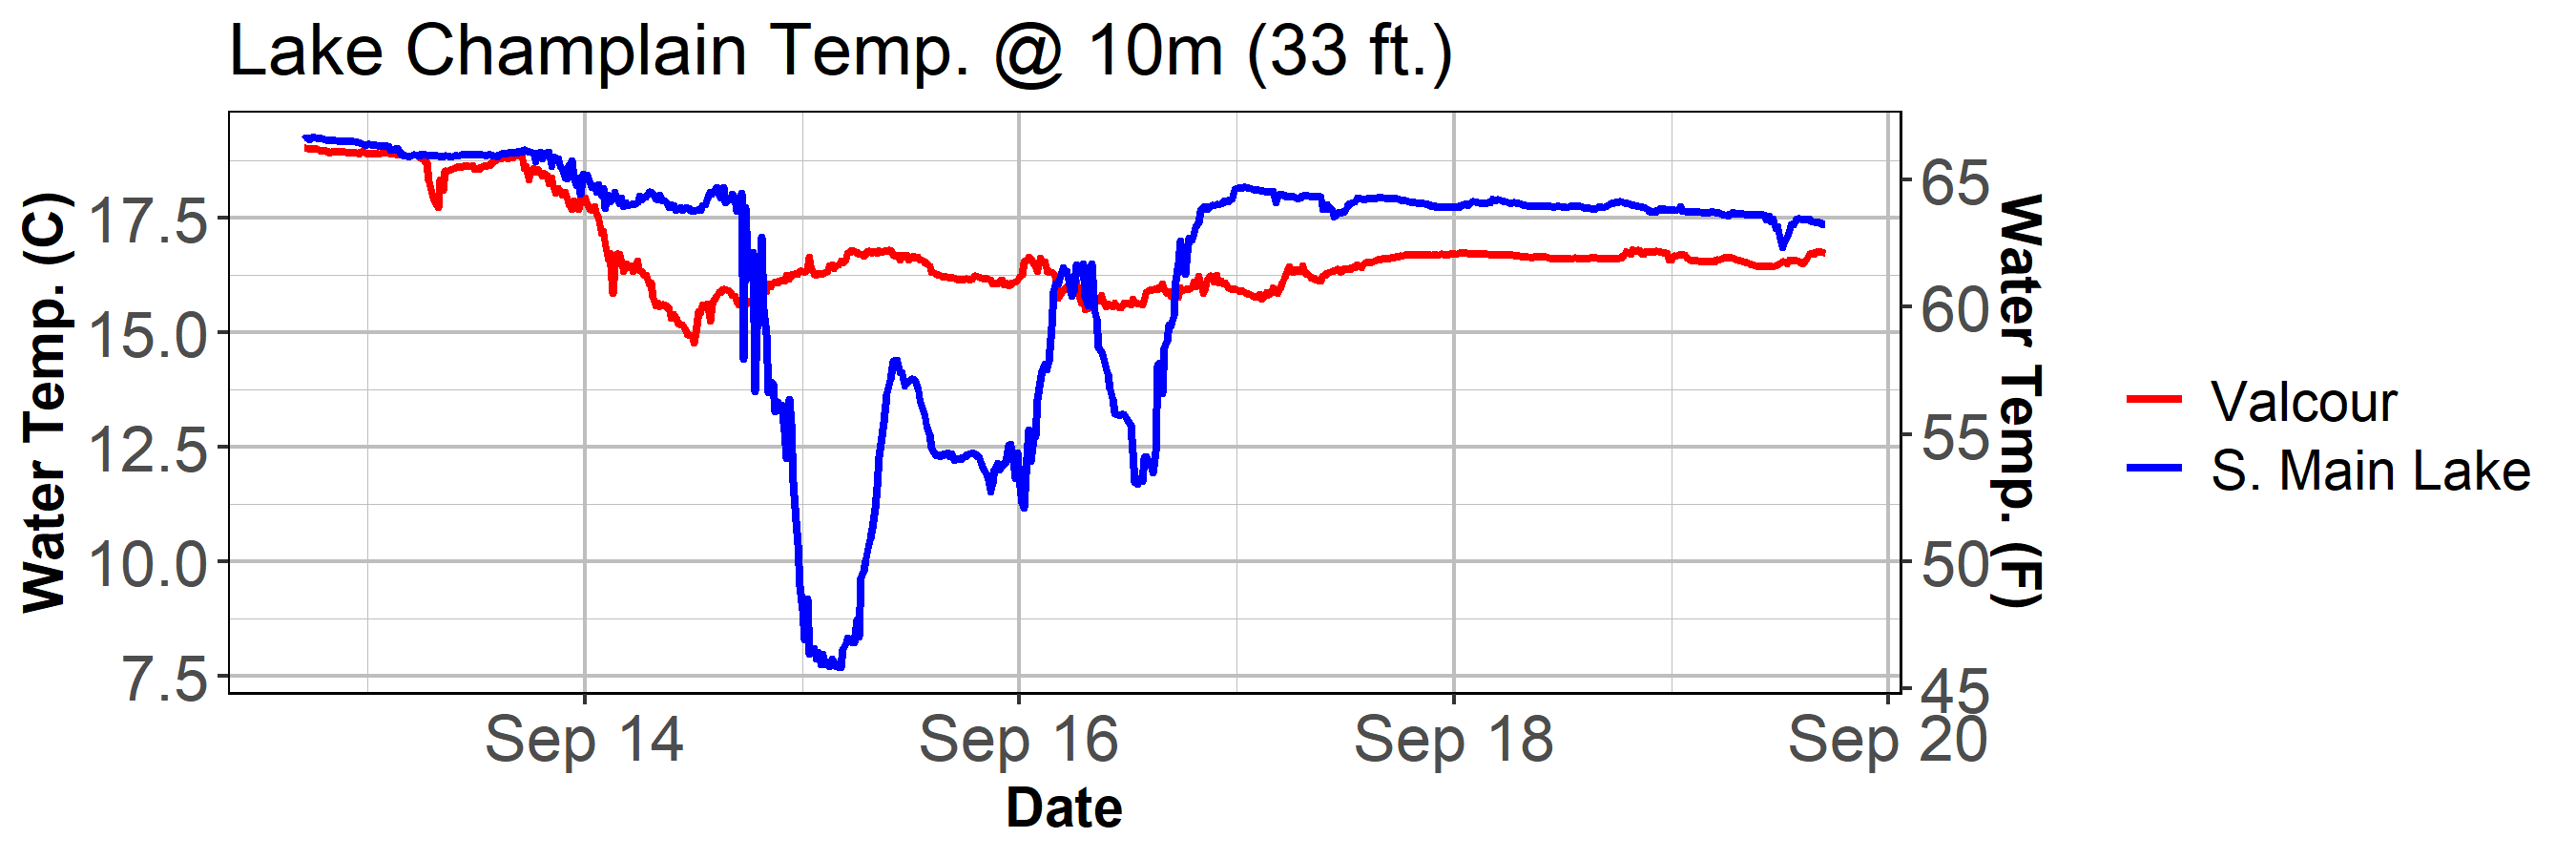 Lake Champlain Temp. @ 10m (33 ft.)
Water Temp. (C)
17.5
15.0
12.5
10.0
7.5
65
60
55
50
45
Water Temp. (F)
Sep 14
Sep 16
Sep 18
Sep 20
Date
Valcour
S. Main Lake